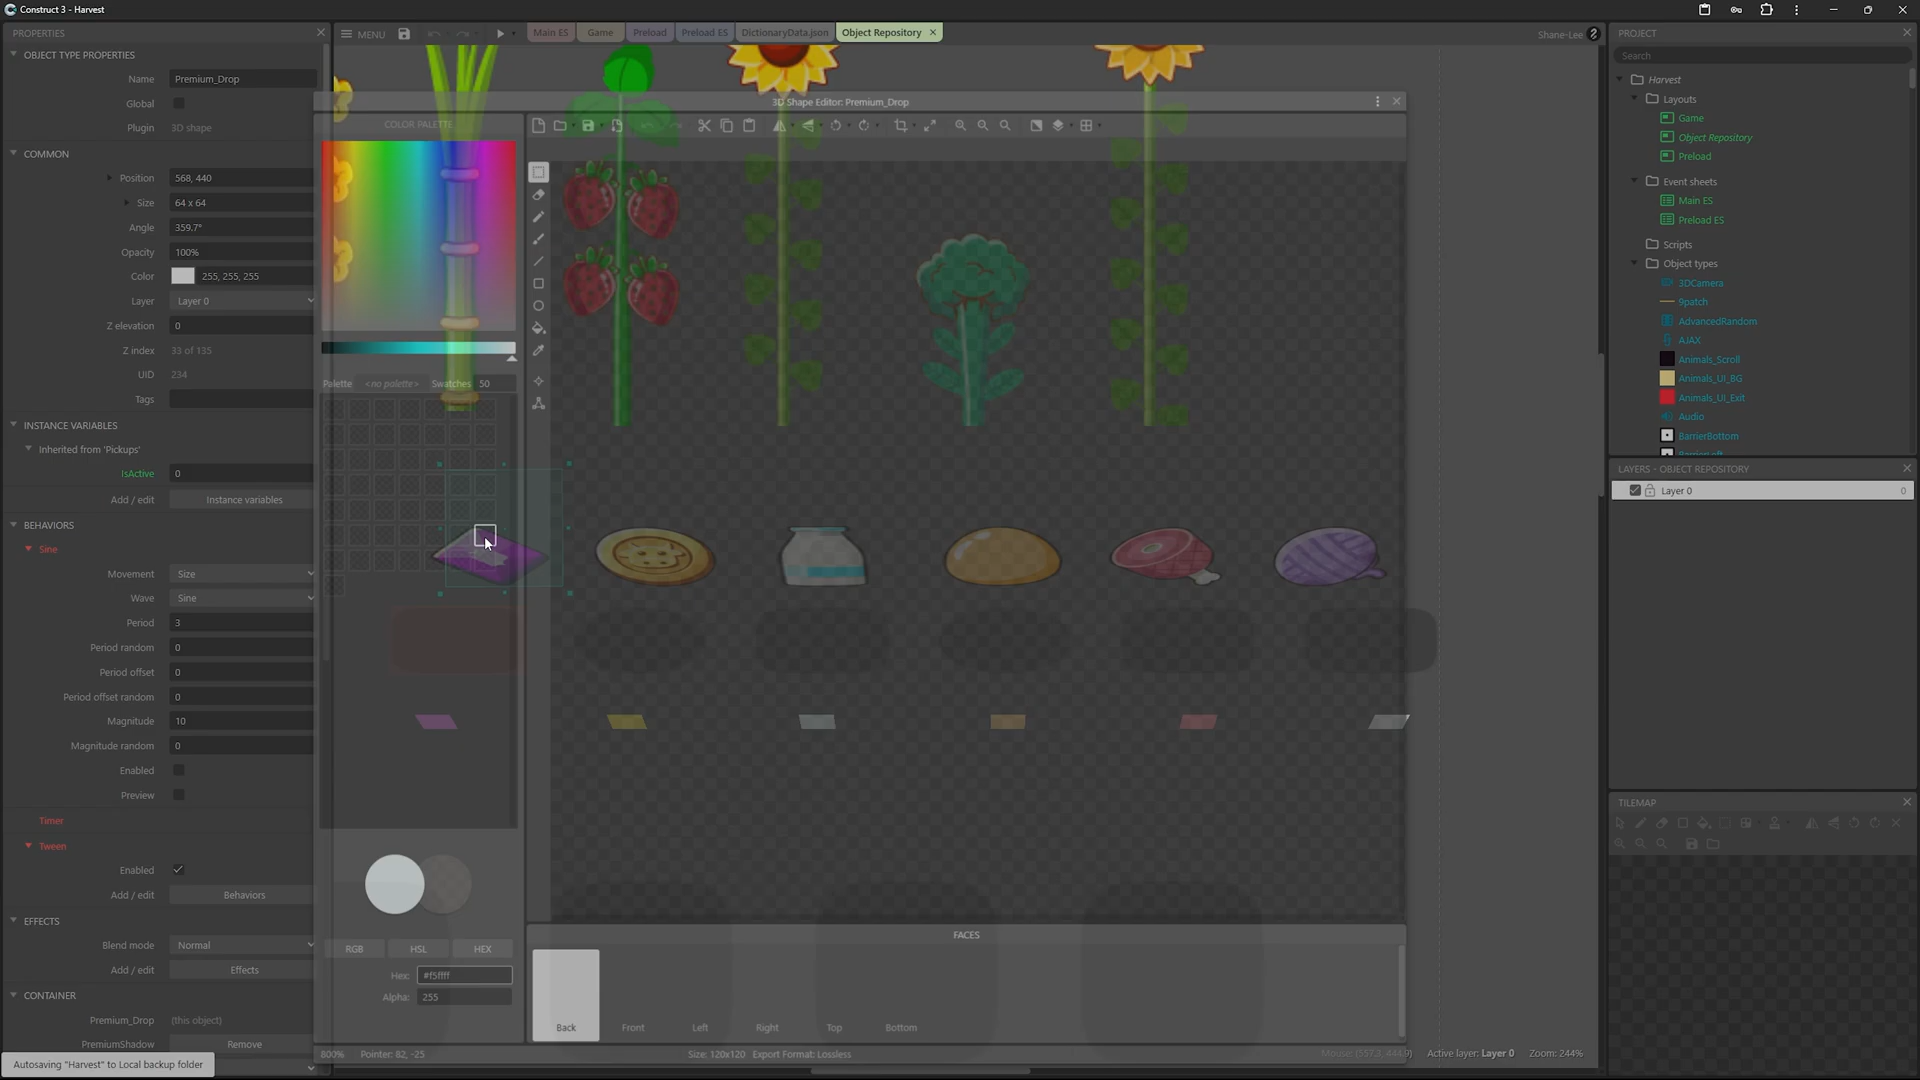 Construct 3 - Harvest
PROPERTIES
OBJECT TYPE PROPERTIES
Name Premium_Drop
Global
Plugin 3D shape
COMMON
Position 568, 440
Size 64 x 64
Angle 359.7°
Opacity 100%
Color 255, 255, 255
Layer Layer 0
Z elevation 0
Z index 33 of 135
UID 234
Tags
INSTANCE VARIABLES
Inherited from 'Pickups'
IsActive 0
Add / edit Instance variables
BEHAVIORS
Sine
Movement Size
Wave Sine
Period 3
Period random 0
Period offset 0
Period offset random 0
Magnitude 10
Magnitude random 0
Enabled
Preview
Timer
Tween
Enabled
Add / edit Behaviors
EFFECTS
Blend mode Normal
Add / edit Effects
CONTAINER
Premium_Drop (this object)
PremiumShadow Remove
Autosaving "Harvest" to Local backup folder
MENU
Main ES Game Preload Preload ES DictionaryData.json Object Repository
Shane-Lee
3D Shape Editor: Premium_Drop
COLOR PALETTE
Palette <no palette> Swatches 50
RGB HSL HEX
Hex: #f5ffff
Alpha: 255
FACES
Back Front Left Right Top Bottom
800% Pointer: 82, -25 Size: 120x120 Export Format: Lossless
Active layer: Layer 0 Zoom: 244%
PROJECT
Search
Harvest
Layouts
Game
Object Repository
Preload
Event sheets
Main ES
Preload ES
Scripts
Object types
3DCamera
9patch
AdvancedRandom
AJAX
Animals_Scroll
Animals_UI_BG
Animals_UI_Exit
Audio
BarrierBottom
LAYERS - OBJECT REPOSITORY
Layer 0 0
TILEMAP